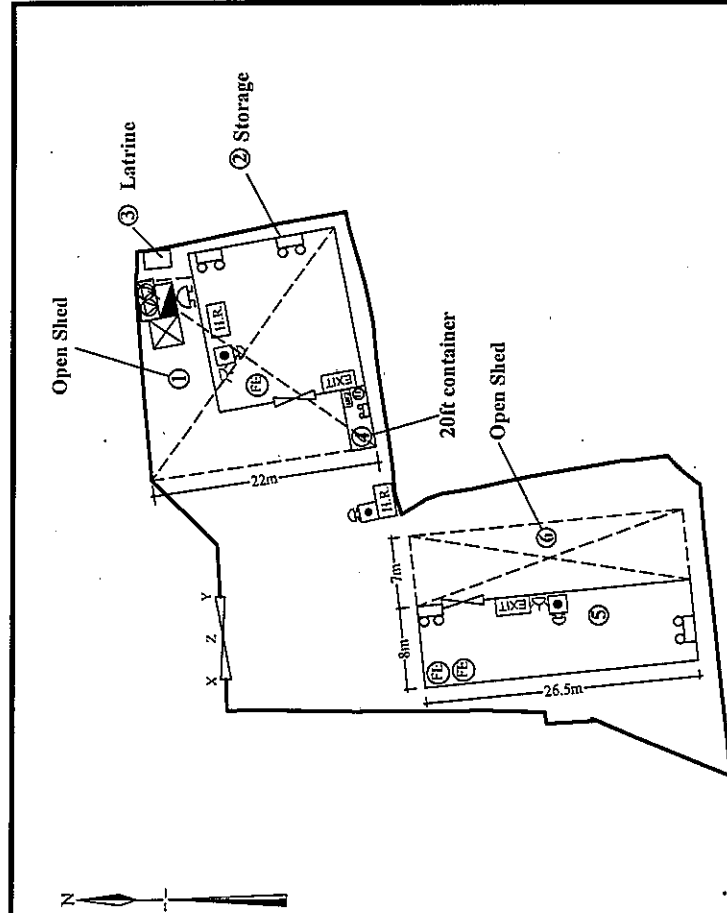 ③ Latrine
② Storage
Open Shed
①
H.R.
FE
EXIT
④
20ft container
22m
Open Shed
H.R.
⑥
7m
X Z Y
EXIT
8m
⑤
FE
FE
26.5m
N